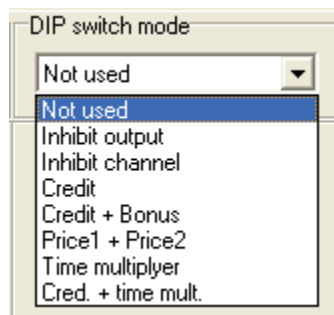 DIP switch mode
Not used
Not used
Inhibit output
Inhibit channel
Credit
Credit + Bonus
Price1 + Price2
Time multiplyer
Cred. + time mult.